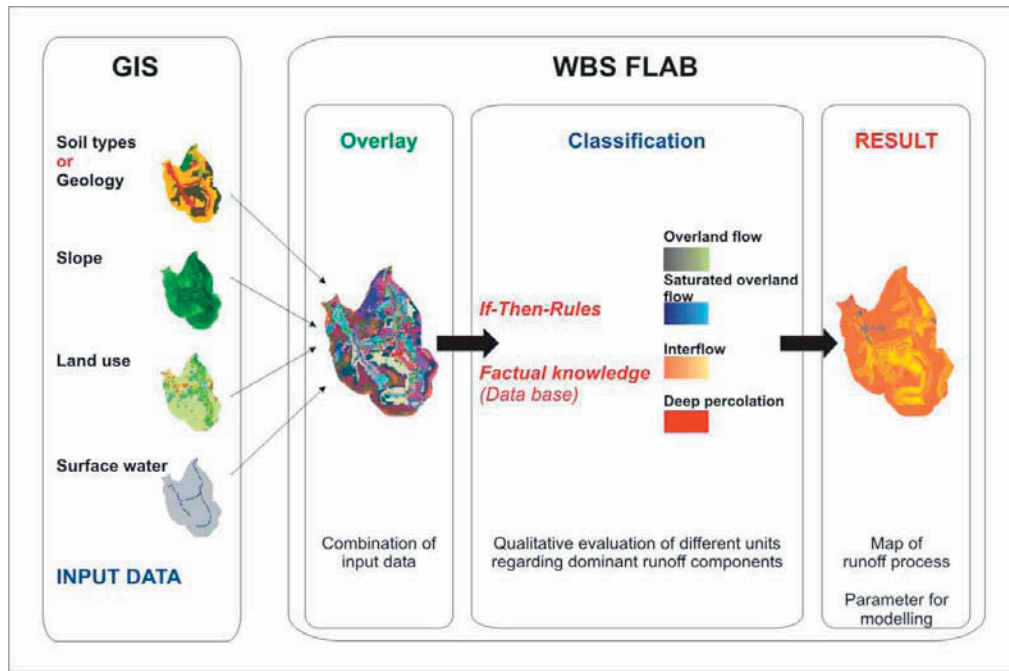 GIS
Soil types
or
Geology
Slope
Land use
Surface water
INPUT DATA
WBS FLAB
Overlay
Combination of
input data
Classification
If-Then-Rules
Factual knowledge
(Data base)
Overland flow
Saturated overland
flow
Interflow
Deep percolation
Qualitative evaluation of different units
regarding dominant runoff components
RESULT
Map of
runoff process
Parameter for
modelling